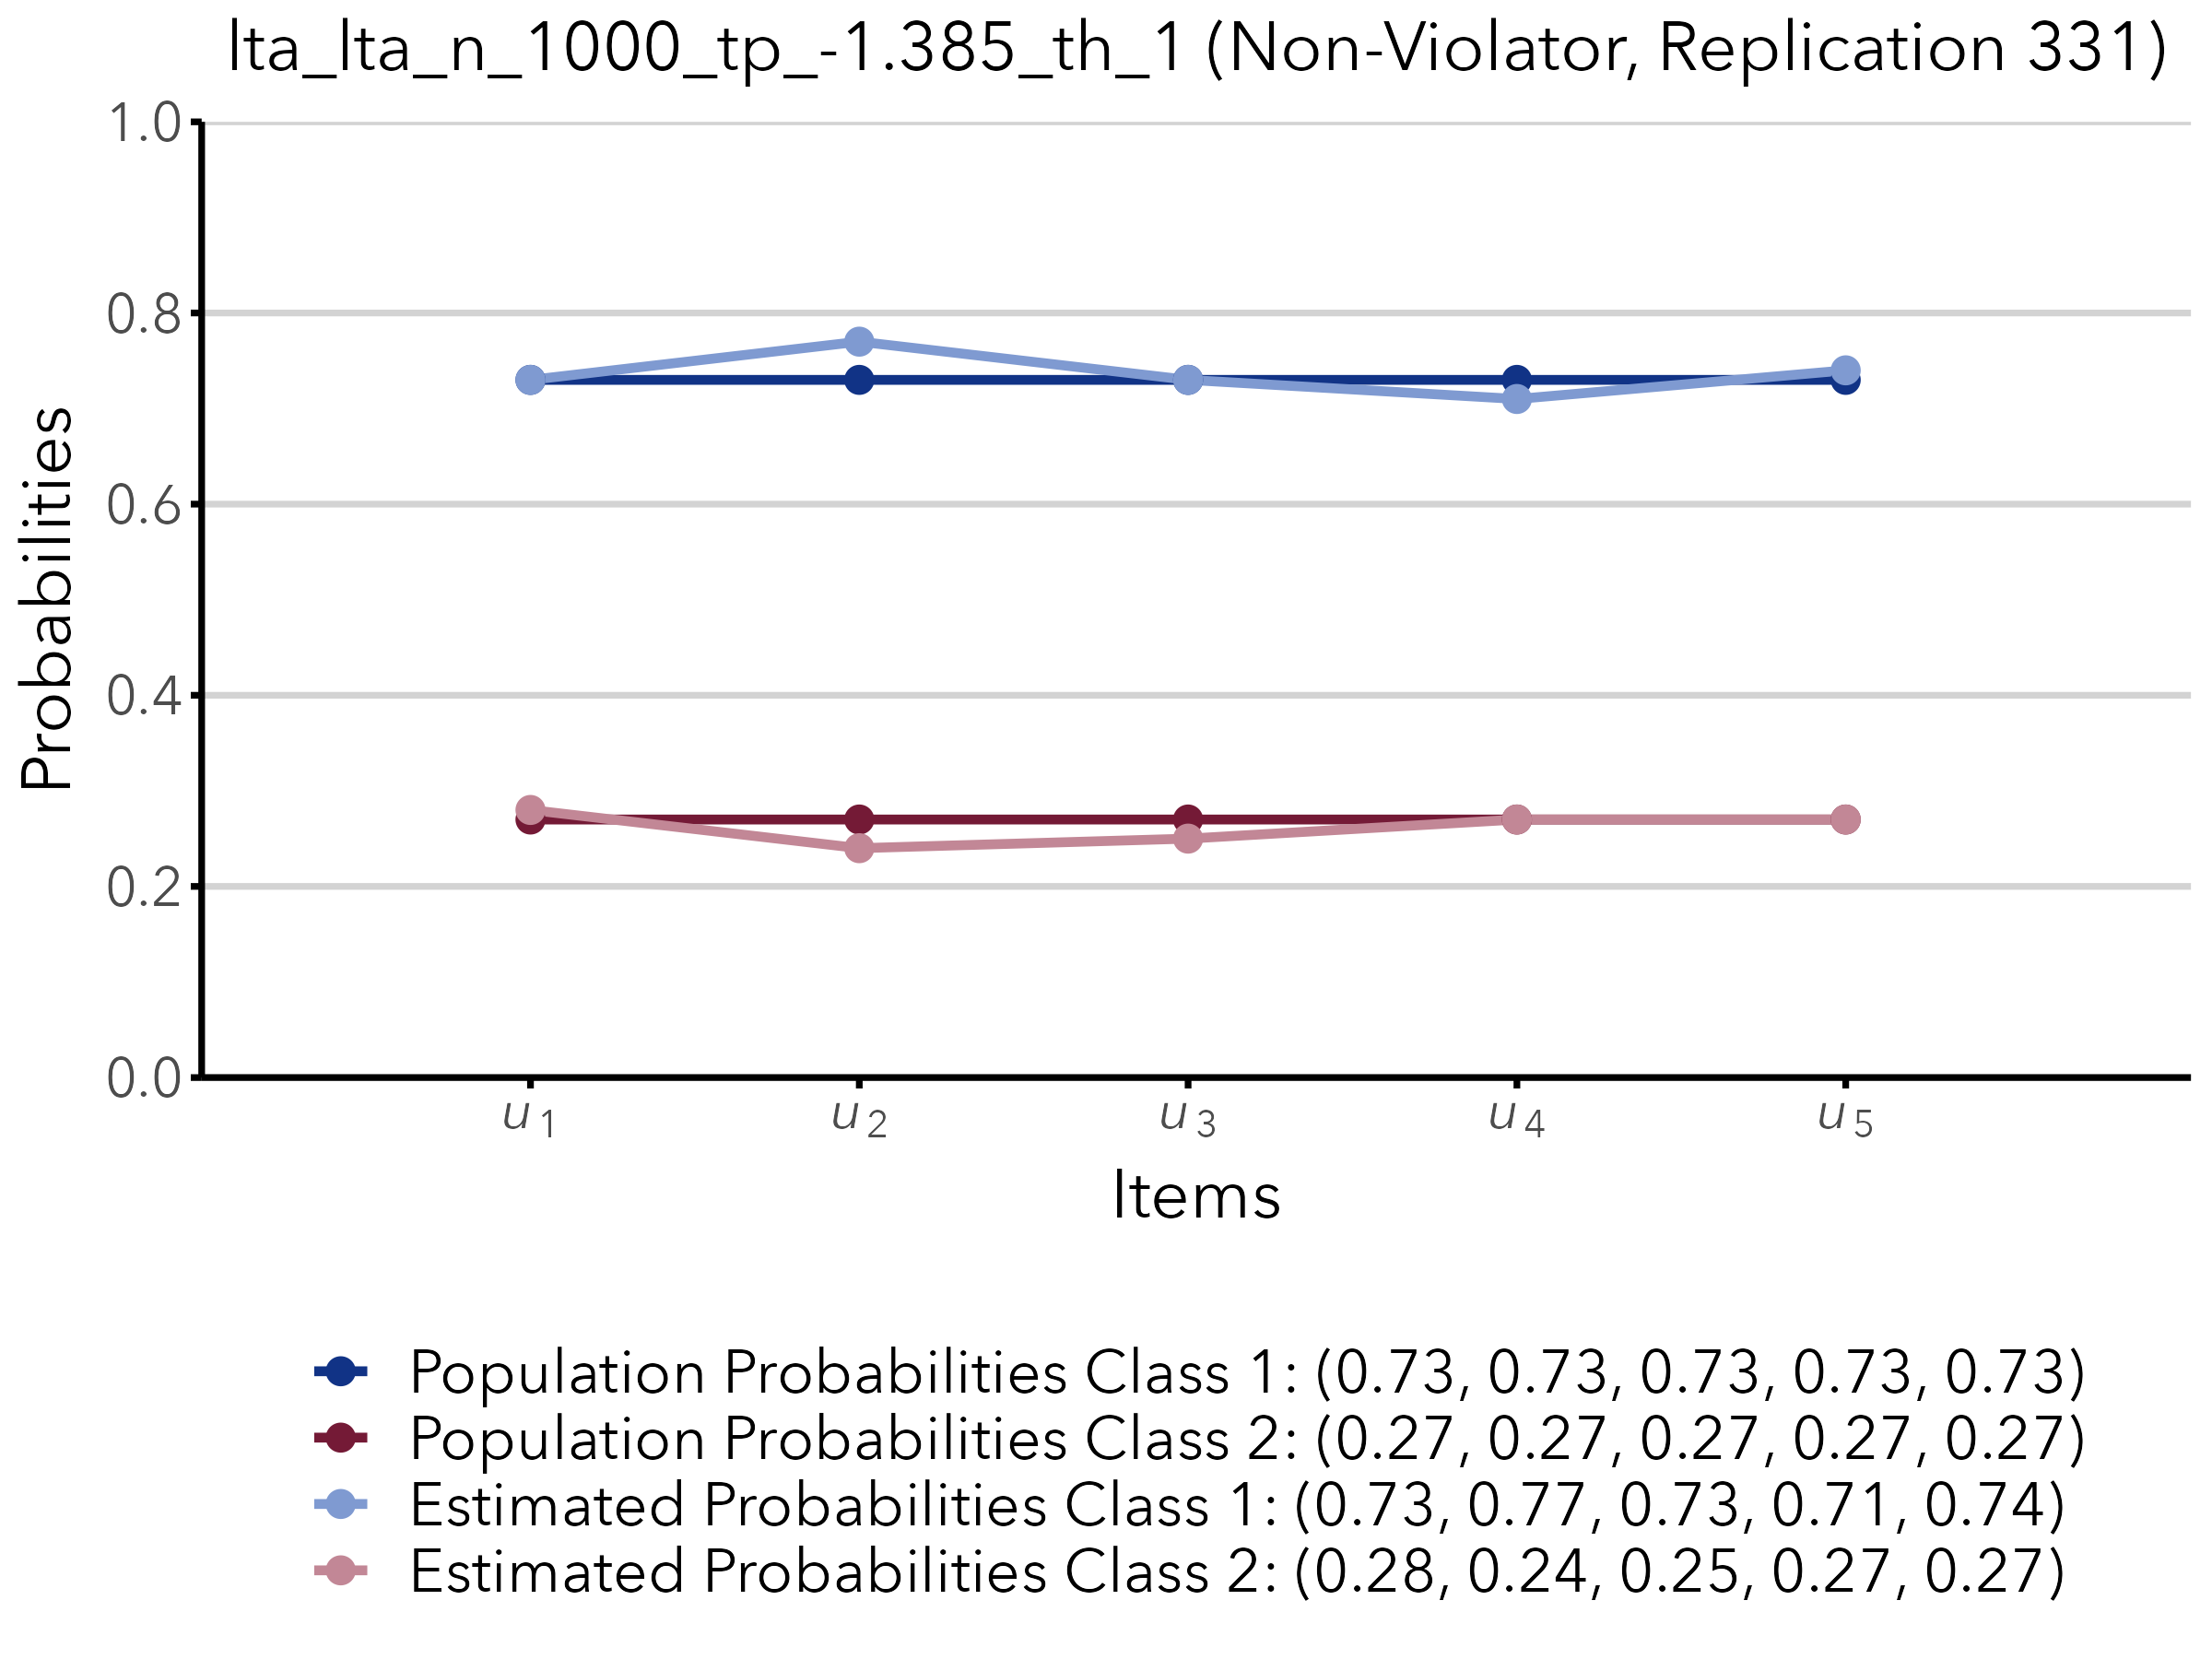 lta_lta_n_1000_tp_-1.385_th_1 (Non-Violator, Replication 331)
1.0
0.8
0.6
0.4
0.2
0.0
Probabilities
u1 u2 u3 u4 u5
Items
Population Probabilities Class 1: (0.73, 0.73, 0.73, 0.73, 0.73)
Population Probabilities Class 2: (0.27, 0.27, 0.27, 0.27, 0.27)
Estimated Probabilities Class 1: (0.73, 0.77, 0.73, 0.71, 0.74)
Estimated Probabilities Class 2: (0.28, 0.24, 0.25, 0.27, 0.27)